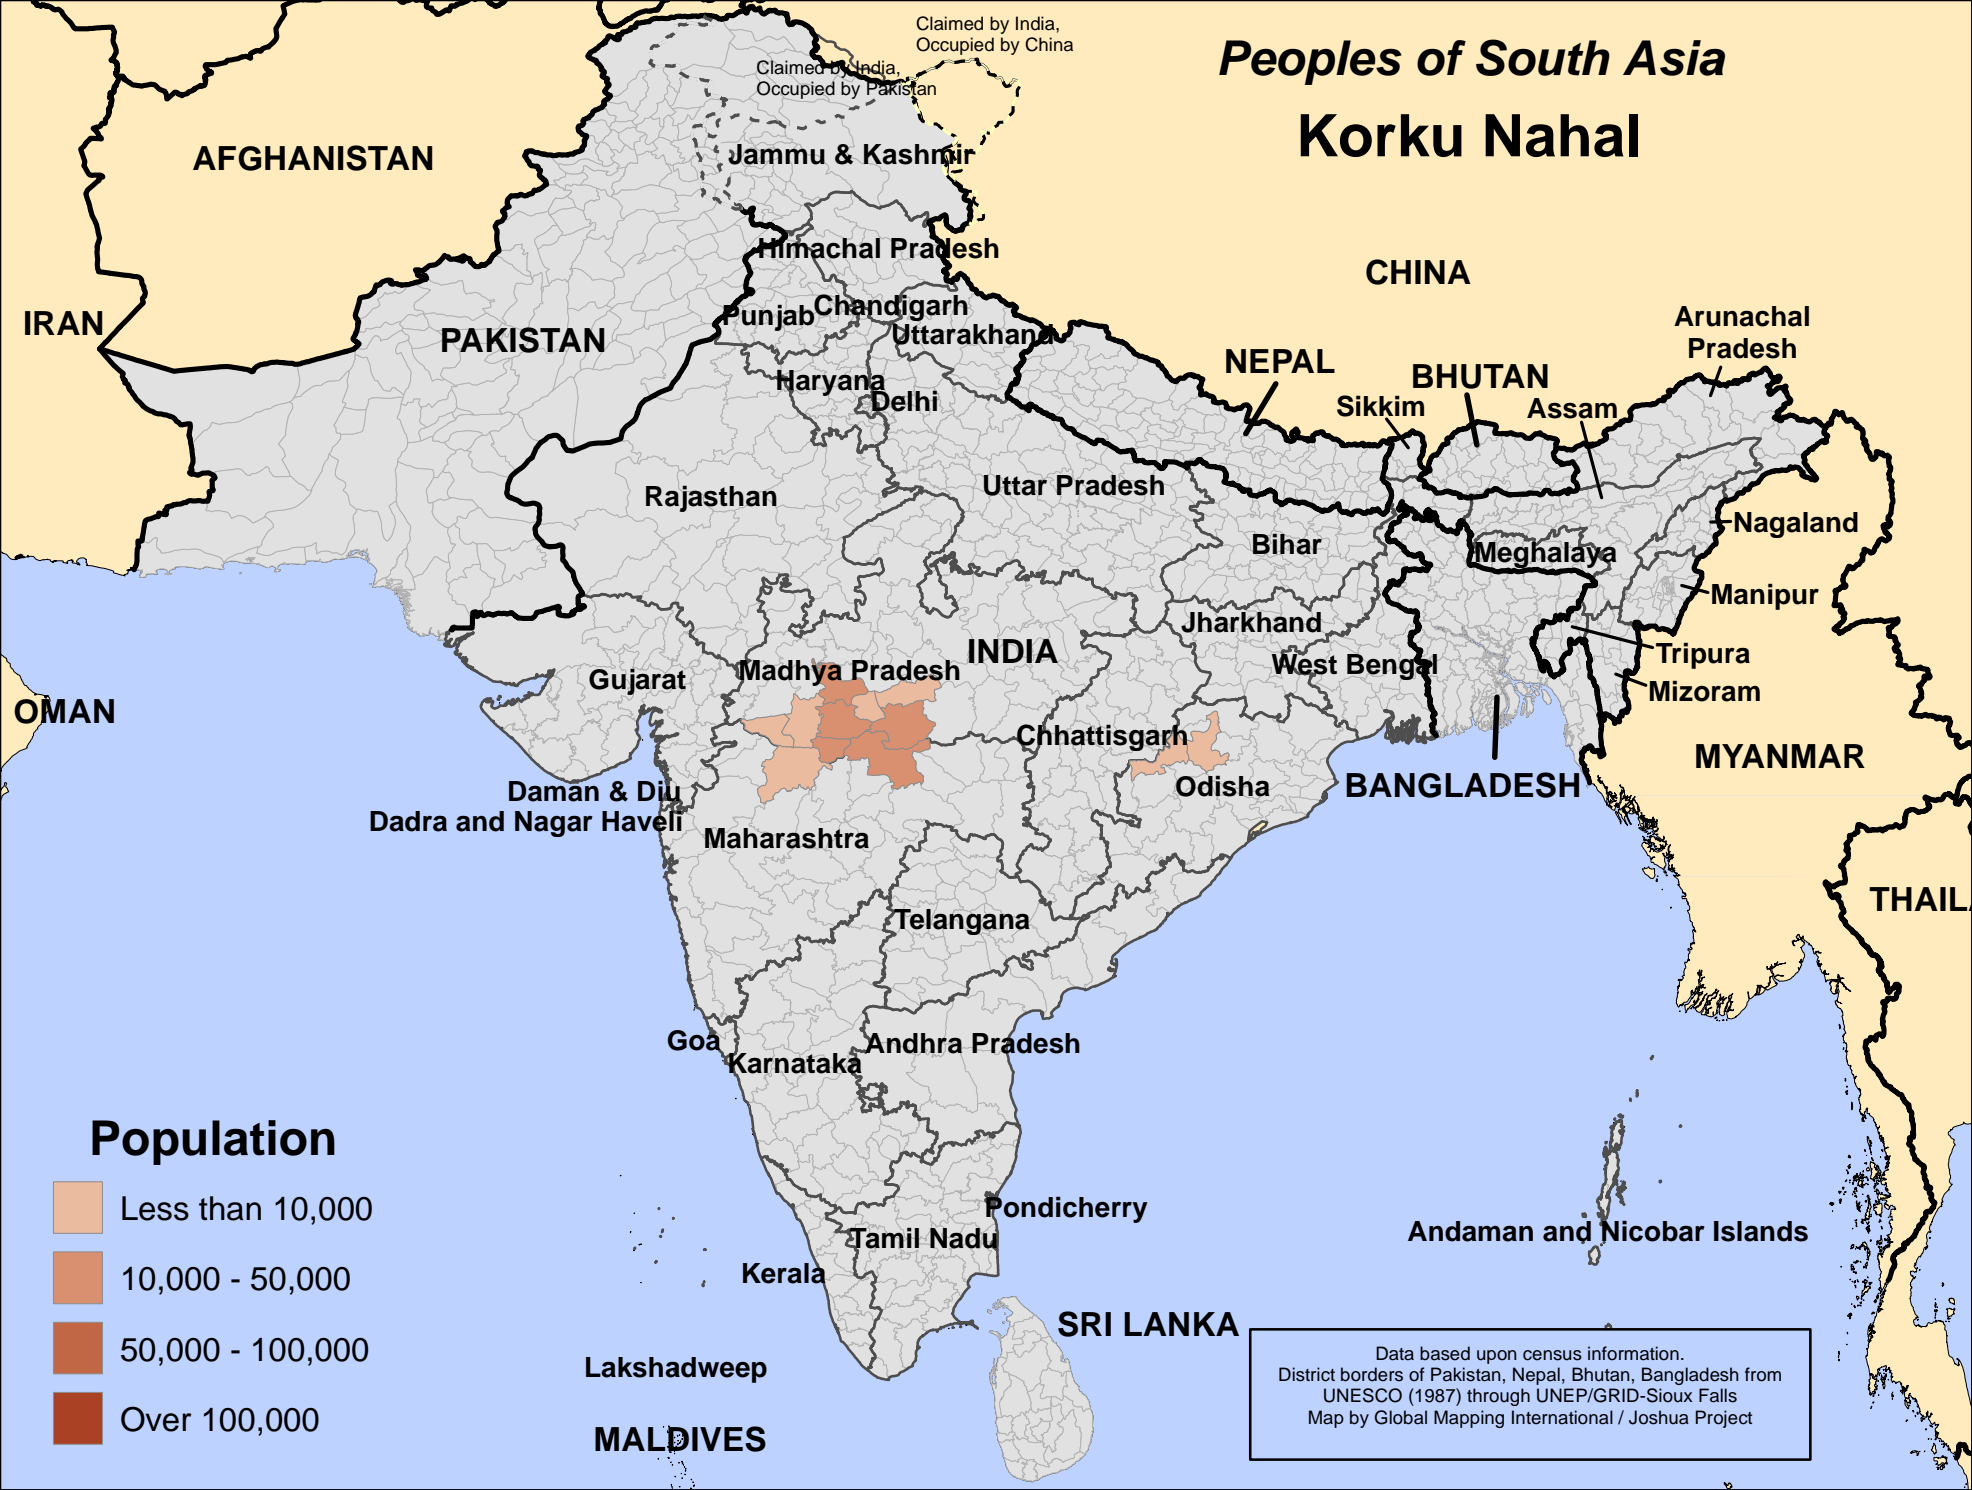 Claimed by India,
Occupied by China
Peoples of South Asia
Claimed by India,
Occupied by Pakistan
Korku Nahal
AFGHANISTAN
Jammu & Kashmir
Himachal Pradesh
CHINA
IRAN
PAKISTAN
Punjab
Chandigarh
Uttarakhand
Arunachal
Pradesh
NEPAL
BHUTAN
Haryana
Delhi
Sikkim
Assam
Rajasthan
Uttar Pradesh
Nagaland
Bihar
Meghalaya
Manipur
Jharkhand
INDIA
Tripura
West Bengal
Madhya Pradesh
Gujarat
Mizoram
OMAN
Chhattisgarh
MYANMAR
Odisha
BANGLADESH
Daman & Diu
Dadra and Nagar Haveli
Maharashtra
THAILA
Telangana
Goa
Andhra Pradesh
Karnataka
Population
Less than 10,000
10,000 - 50,000
50,000 - 100,000
Over 100,000
Pondicherry
Tamil Nadu
Andaman and Nicobar Islands
Kerala
SRI LANKA
Lakshadweep
MALDIVES
Data based upon census information.
District borders of Pakistan, Nepal, Bhutan, Bangladesh from
UNESCO (1987) through UNEP/GRID-Sioux Falls
Map by Global Mapping International / Joshua Project